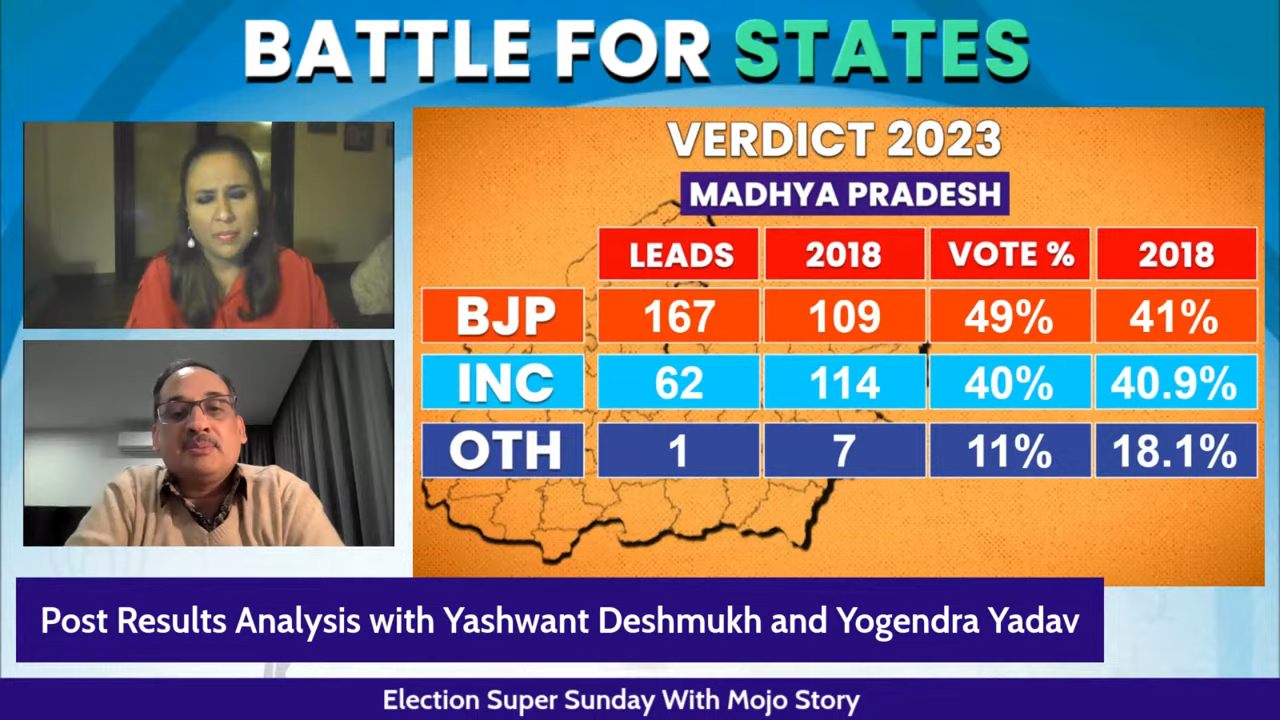 BATTLE FOR STATES
VERDICT 2023
MADHYA PRADESH
LEADS 2018 VOTE % 2018
BJP 167 109 49% 41%
INC 62 114 40% 40.9%
OTH 1 7 11% 18.1%
Post Results Analysis with Yashwant Deshmukh and Yogendra Yadav
Election Super Sunday With Mojo Story